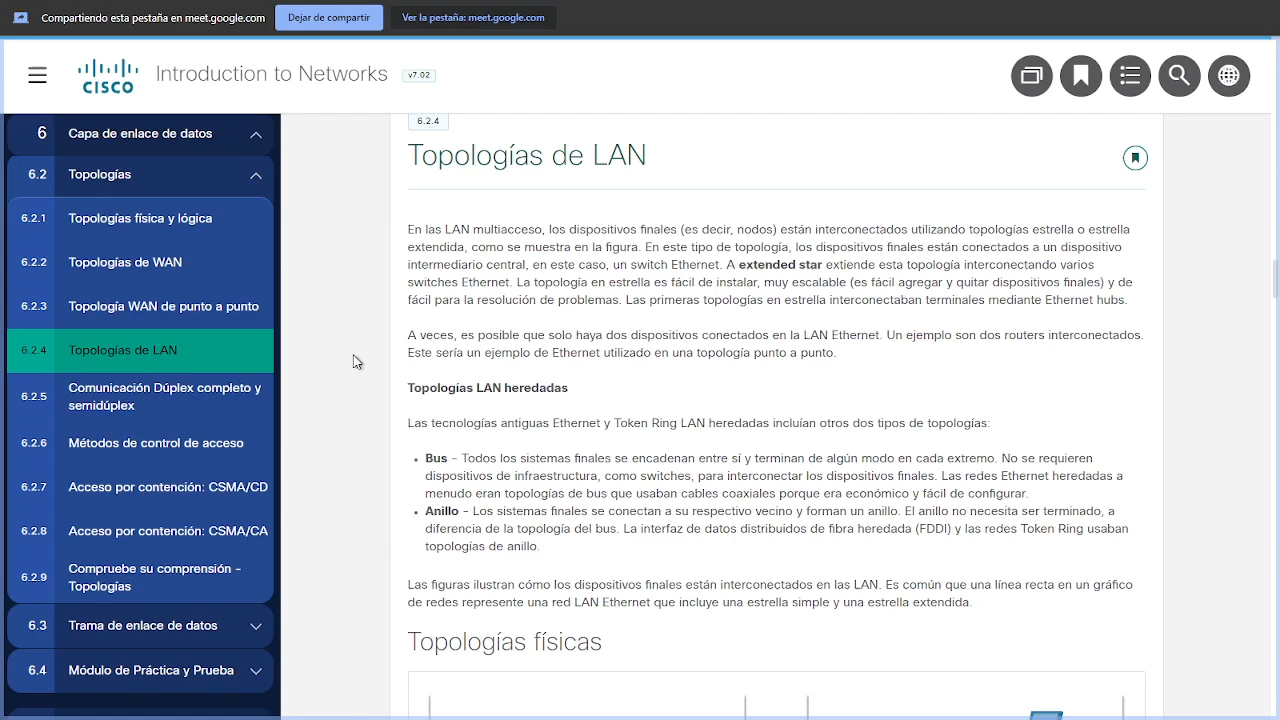 Compartiendo esta pestaña en meet.google.com
Dejar de compartir
Ver la pestaña: meet.google.com
CISCO
Introduction to Networks
v7.02
6 Capa de enlace de datos
6.2 Topologías
6.2.1 Topologías física y lógica
6.2.2 Topologías de WAN
6.2.3 Topología WAN de punto a punto
6.2.4 Topologías de LAN
6.2.5 Comunicación Dúplex completo y
semidúplex
6.2.6 Métodos de control de acceso
6.2.7 Acceso por contención: CSMA/CD
6.2.8 Acceso por contención: CSMA/CA
6.2.9 Compruebe su comprensión -
Topologías
6.3 Trama de enlace de datos
6.4 Módulo de Práctica y Prueba
6.2.4
Topologías de LAN
En las LAN multiacceso, los dispositivos finales (es decir, nodos) están interconectados utilizando topologías estrella o estrella
extendida, como se muestra en la figura. En este tipo de topología, los dispositivos finales están conectados a un dispositivo
intermediario central, en este caso, un switch Ethernet. A extended star extiende esta topología interconectando varios
switches Ethernet. La topología en estrella es fácil de instalar, muy escalable (es fácil agregar y quitar dispositivos finales) y de
fácil para la resolución de problemas. Las primeras topologías en estrella interconectaban terminales mediante Ethernet hubs.
A veces, es posible que solo haya dos dispositivos conectados en la LAN Ethernet. Un ejemplo son dos routers interconectados.
Este sería un ejemplo de Ethernet utilizado en una topología punto a punto.
Topologías LAN heredadas
Las tecnologías antiguas Ethernet y Token Ring LAN heredadas incluían otros dos tipos de topologías:
• Bus - Todos los sistemas finales se encadenan entre sí y terminan de algún modo en cada extremo. No se requieren
dispositivos de infraestructura, como switches, para interconectar los dispositivos finales. Las redes Ethernet heredadas a
menudo eran topologías de bus que usaban cables coaxiales porque era económico y fácil de configurar.
• Anillo - Los sistemas finales se conectan a su respectivo vecino y forman un anillo. El anillo no necesita ser terminado, a
diferencia de la topología del bus. La interfaz de datos distribuidos de fibra heredada (FDDI) y las redes Token Ring usaban
topologías de anillo.
Las figuras ilustran cómo los dispositivos finales están interconectados en las LAN. Es común que una línea recta en un gráfico
de redes represente una red LAN Ethernet que incluye una estrella simple y una estrella extendida.
Topologías físicas